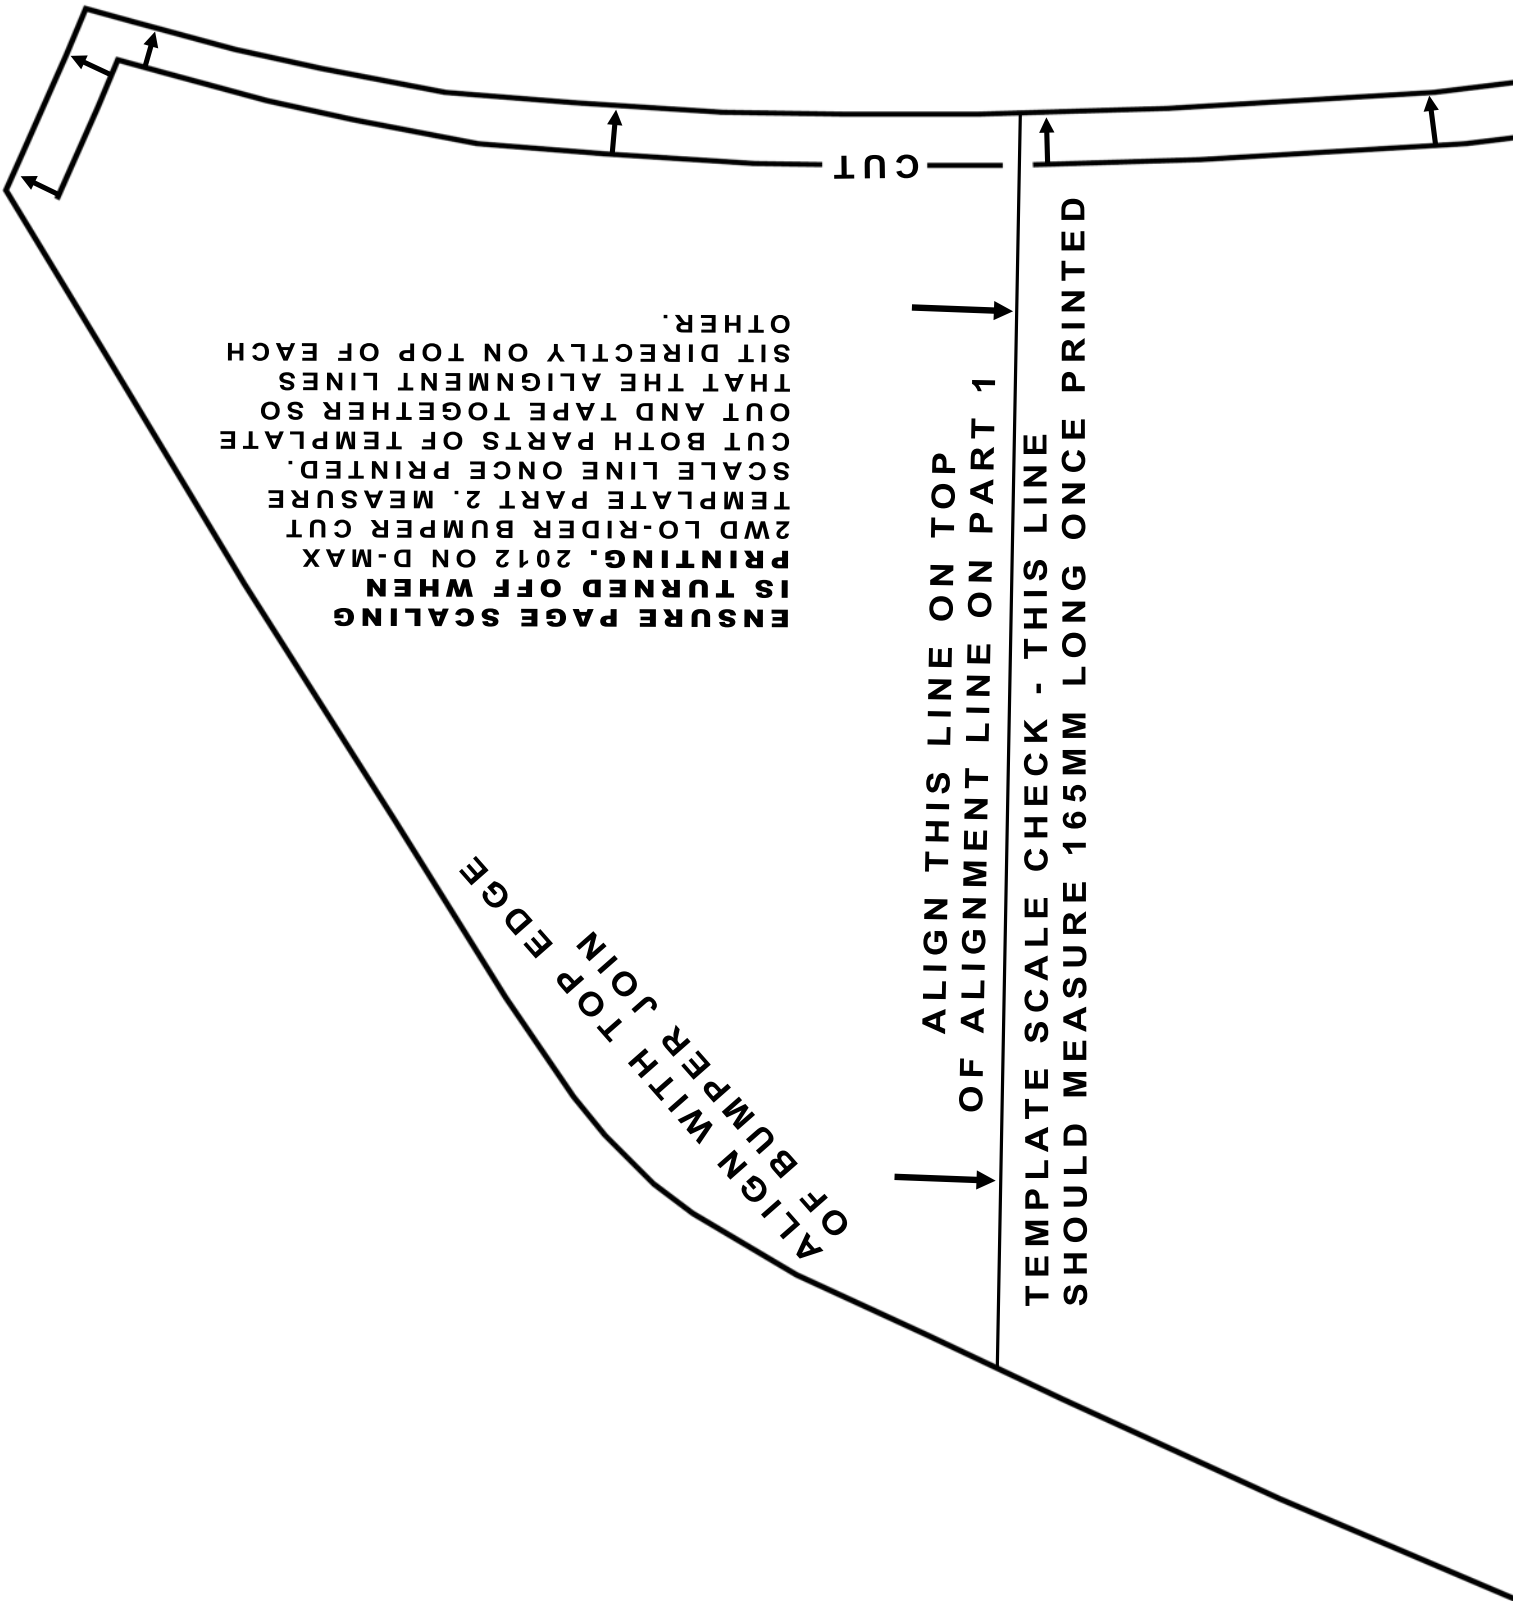 CUT
ENSURE PAGE SCALING
IS TURNED OFF WHEN
PRINTING. 2012 ON D-MAX
2WD LO-RIDER BUMPER CUT
TEMPLATE PART 2. MEASURE
SCALE LINE ONCE PRINTED.
CUT BOTH PARTS OF TEMPLATE
OUT AND TAPE TOGETHER SO
THAT THE ALIGNMENT LINES
SIT DIRECTLY ON TOP OF EACH
OTHER.
ALIGN THIS LINE ON TOP
OF ALIGNMENT LINE ON PART 1
TEMPLATE SCALE CHECK - THIS LINE
SHOULD MEASURE 165MM LONG ONCE PRINTED
ALIGN WITH TOP EDGE
OF BUMPER JOIN